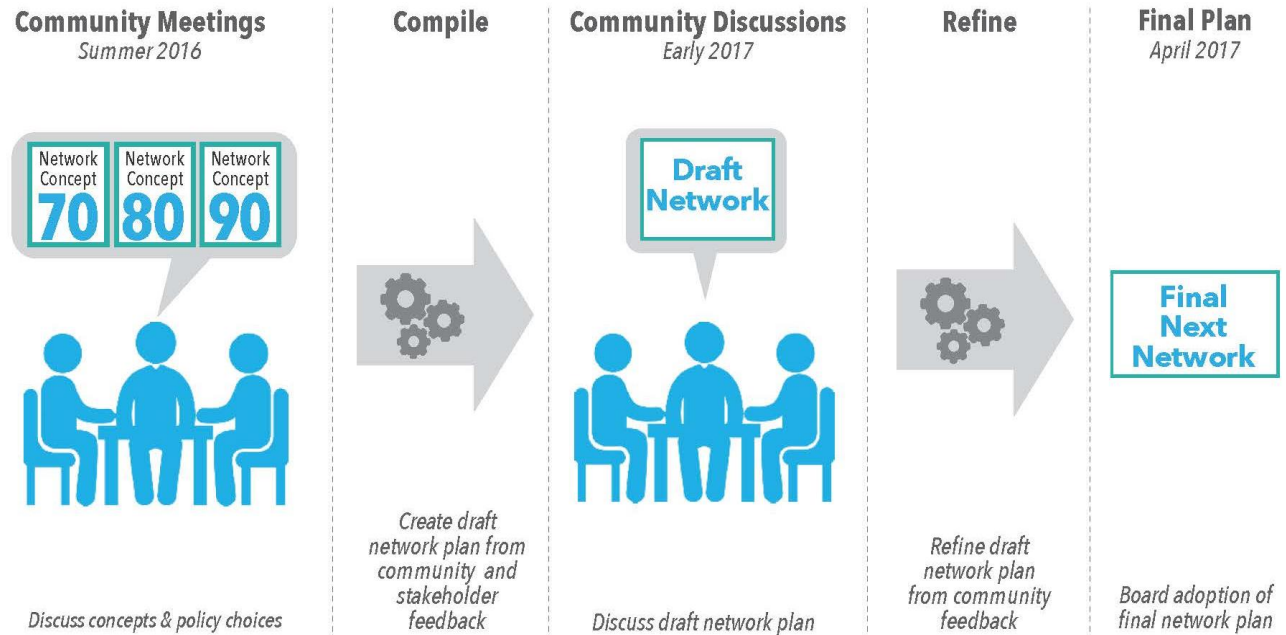 Community Meetings
Summer 2016
Network
Concept
70
Network
Concept
80
Network
Concept
90
Discuss concepts & policy choices
Compile
Create draft
network plan from
community and
stakeholder
feedback
Community Discussions
Early 2017
Draft
Network
Discuss draft network plan
Refine
Refine draft
network plan
from community
feedback
Final Plan
April 2017
Final
Next
Network
Board adoption of
final network plan